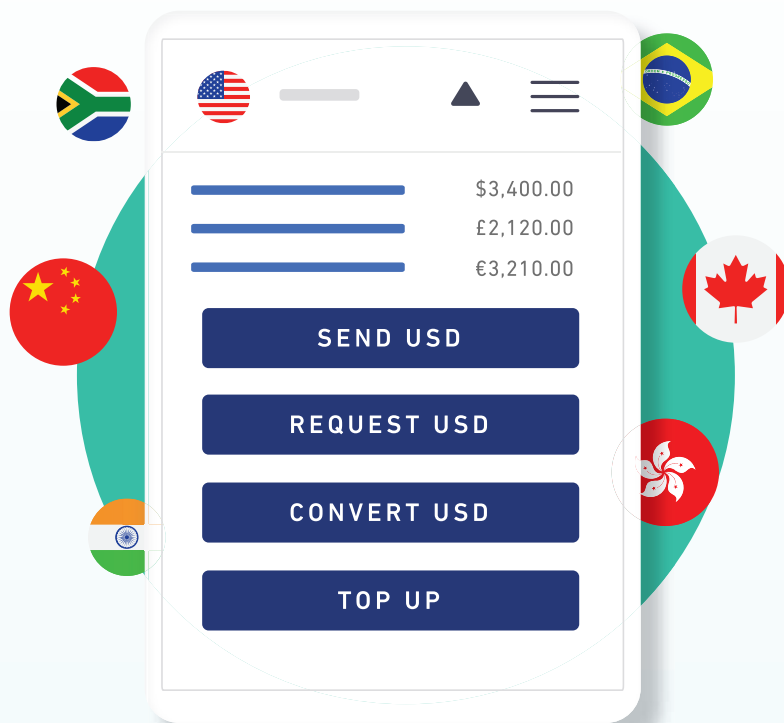 $3,400.00
£2,120.00
€3,210.00
SEND USD
REQUEST USD
CONVERT USD
TOP UP